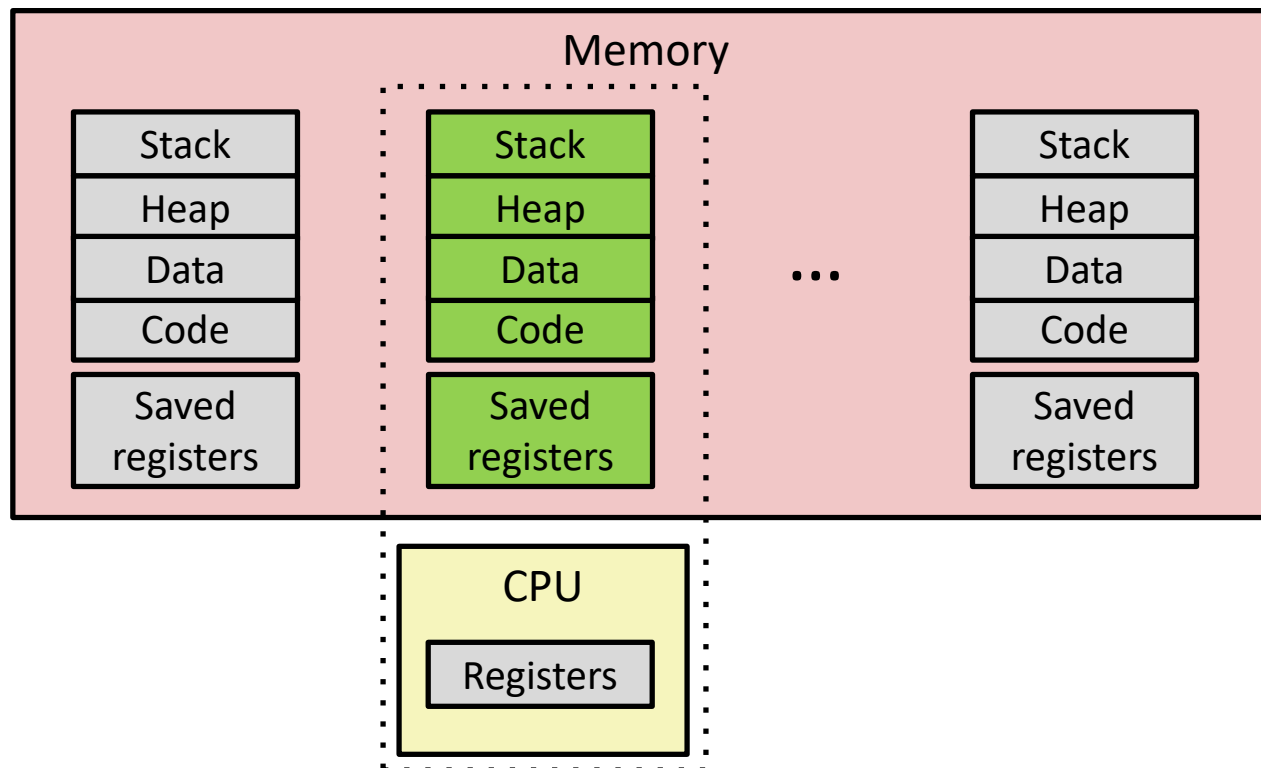 Memory
Stack
Heap
Data
Code
Saved
registers
Stack
Heap
Data
Code
Saved
registers
...
Stack
Heap
Data
Code
Saved
registers
CPU
Registers